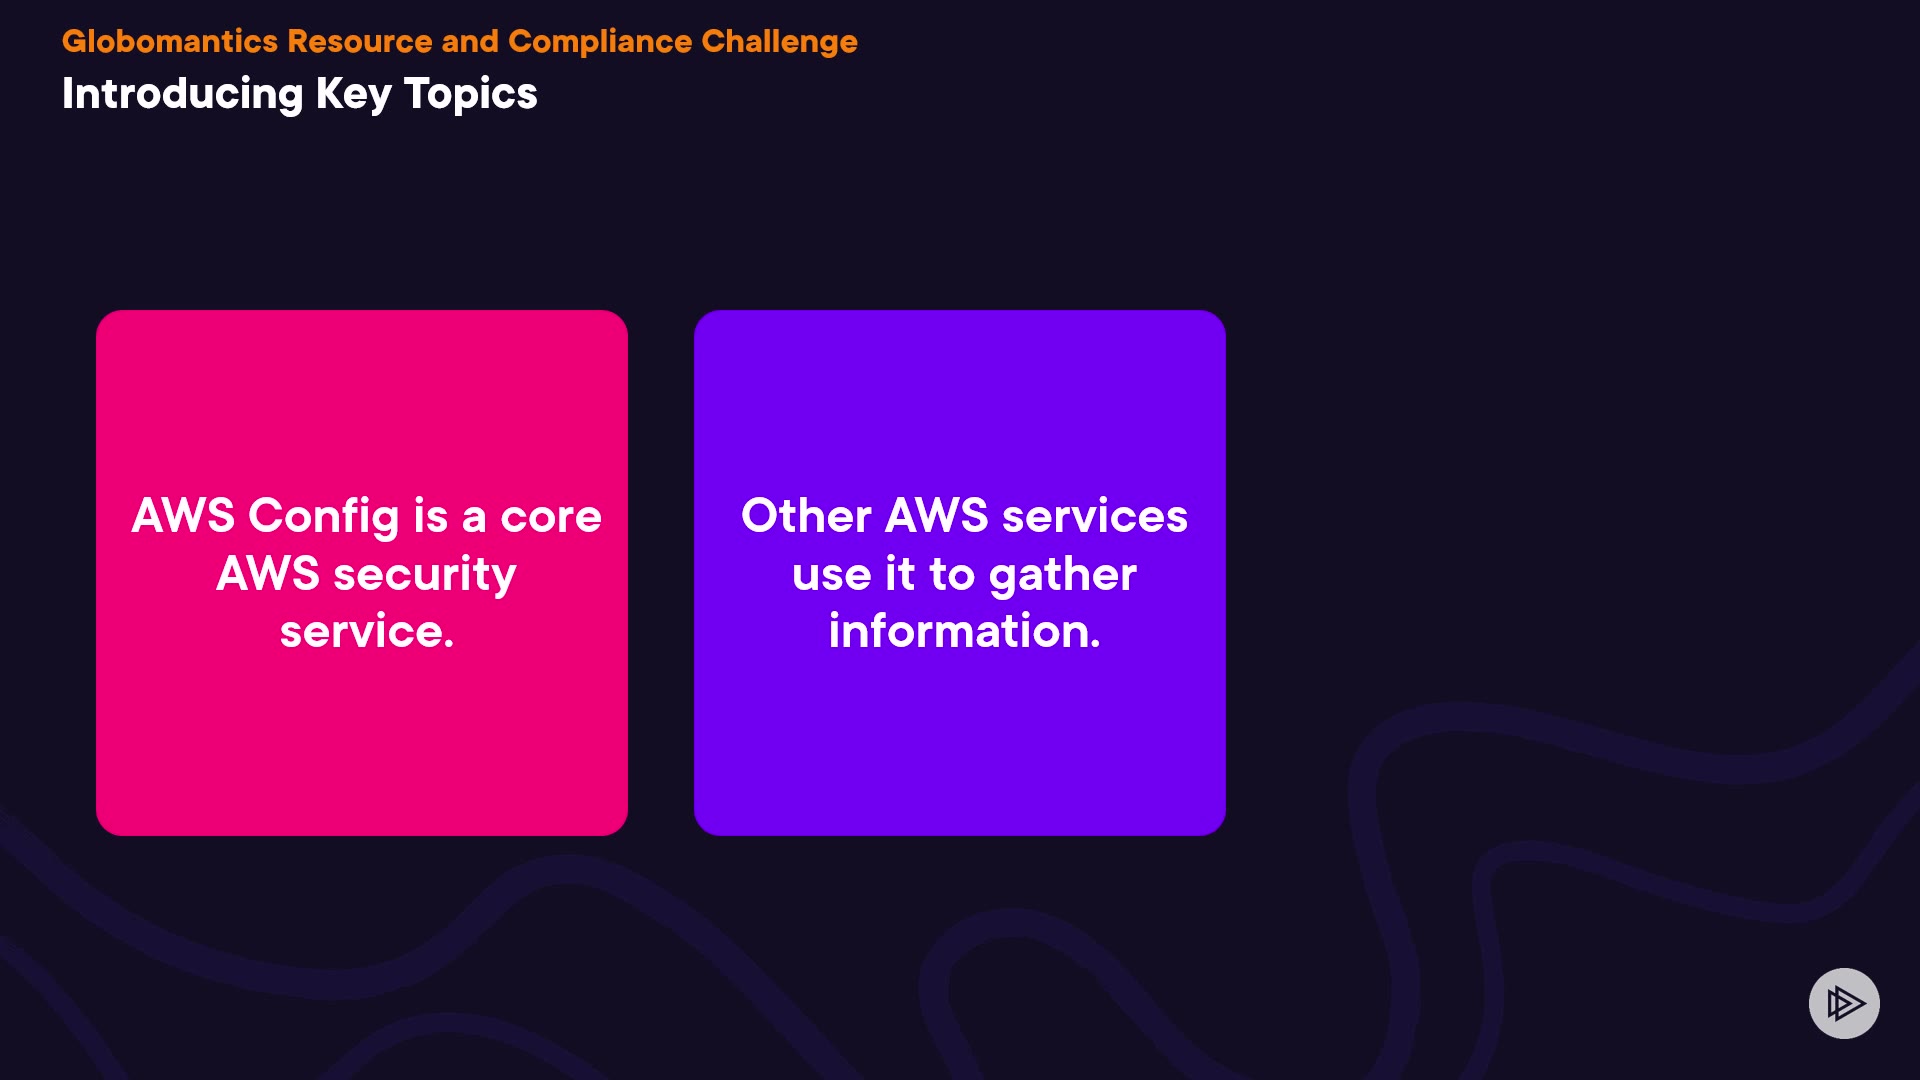 Globomantics Resource and Compliance Challenge
Introducing Key Topics
AWS Config is a core
AWS security
service.
Other AWS services
use it to gather
information.